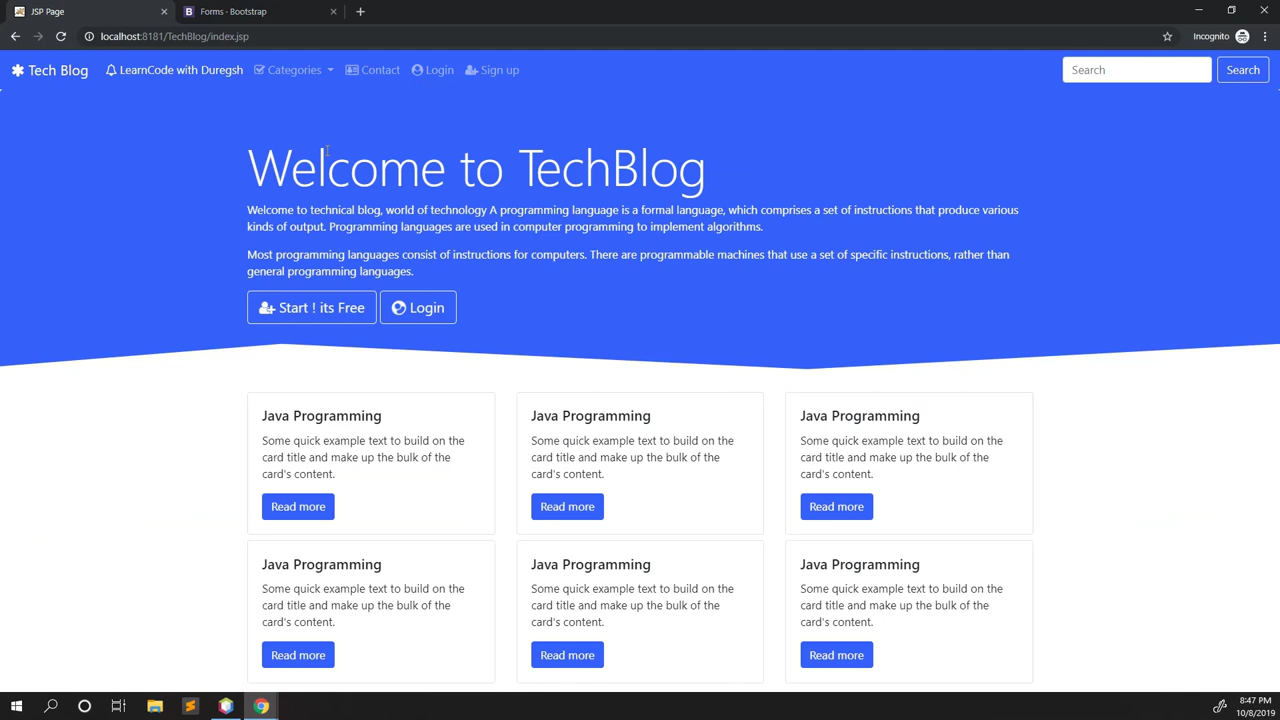 JSP Page
Forms - Bootstrap
localhost:8181/TechBlog/index.jsp
Incognito
Tech Blog LearnCode with Duregsh Categories Contact Login Sign up Search Search
Welcome to TechBlog
Welcome to technical blog, world of technology A programming language is a formal language, which comprises a set of instructions that produce various
kinds of output. Programming languages are used in computer programming to implement algorithms.
Most programming languages consist of instructions for computers. There are programmable machines that use a set of specific instructions, rather than
general programming languages.
Start ! its Free Login
Java Programming
Some quick example text to build on the
card title and make up the bulk of the
card's content.
Read more
Java Programming
Some quick example text to build on the
card title and make up the bulk of the
card's content.
Read more
Java Programming
Some quick example text to build on the
card title and make up the bulk of the
card's content.
Read more
Java Programming
Some quick example text to build on the
card title and make up the bulk of the
card's content.
Read more
Java Programming
Some quick example text to build on the
card title and make up the bulk of the
card's content.
Read more
Java Programming
Some quick example text to build on the
card title and make up the bulk of the
card's content.
Read more
8:47 PM
10/8/2019